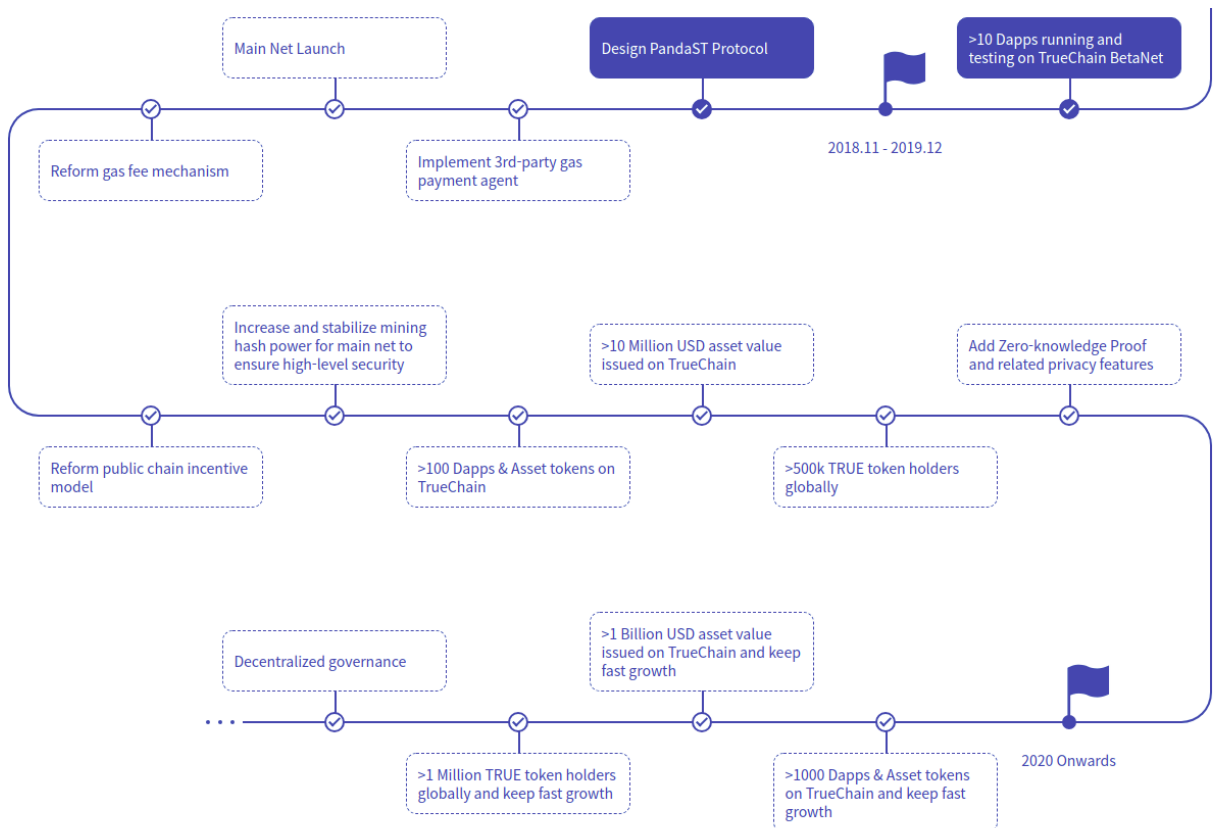 Main Net Launch
Design PandaST Protocol
>10 Dapps running and
testing on TrueChain BetaNet
2018.11 - 2019.12
Reform gas fee mechanism
Implement 3rd-party gas
payment agent
Increase and stabilize mining
hash power for main net to
ensure high-level security
>10 Million USD asset value
issued on TrueChain
Add Zero-knowledge Proof
and related privacy features
Reform public chain incentive
model
>100 Dapps & Asset tokens on
TrueChain
>500k TRUE token holders
globally
Decentralized governance
>1 Billion USD asset value
issued on TrueChain and keep
fast growth
2020 Onwards
>1 Million TRUE token holders
globally and keep fast growth
>1000 Dapps & Asset tokens
on TrueChain and keep fast
growth